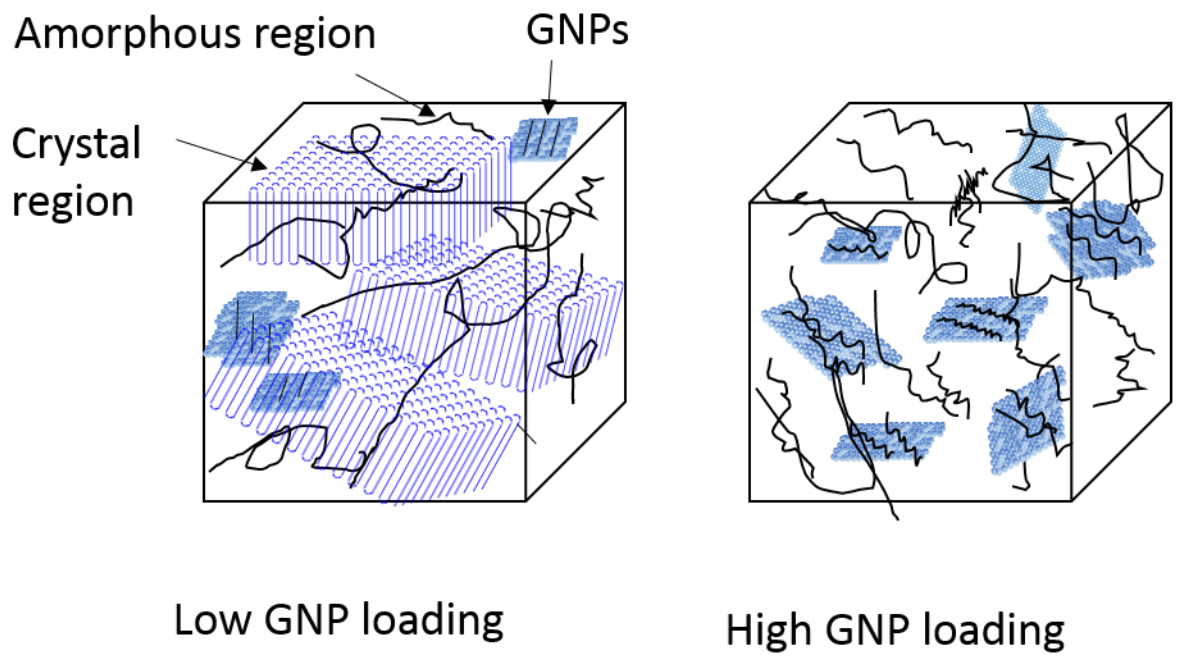 Amorphous region
GNPs
Crystal
region
Low GNP loading
High GNP loading